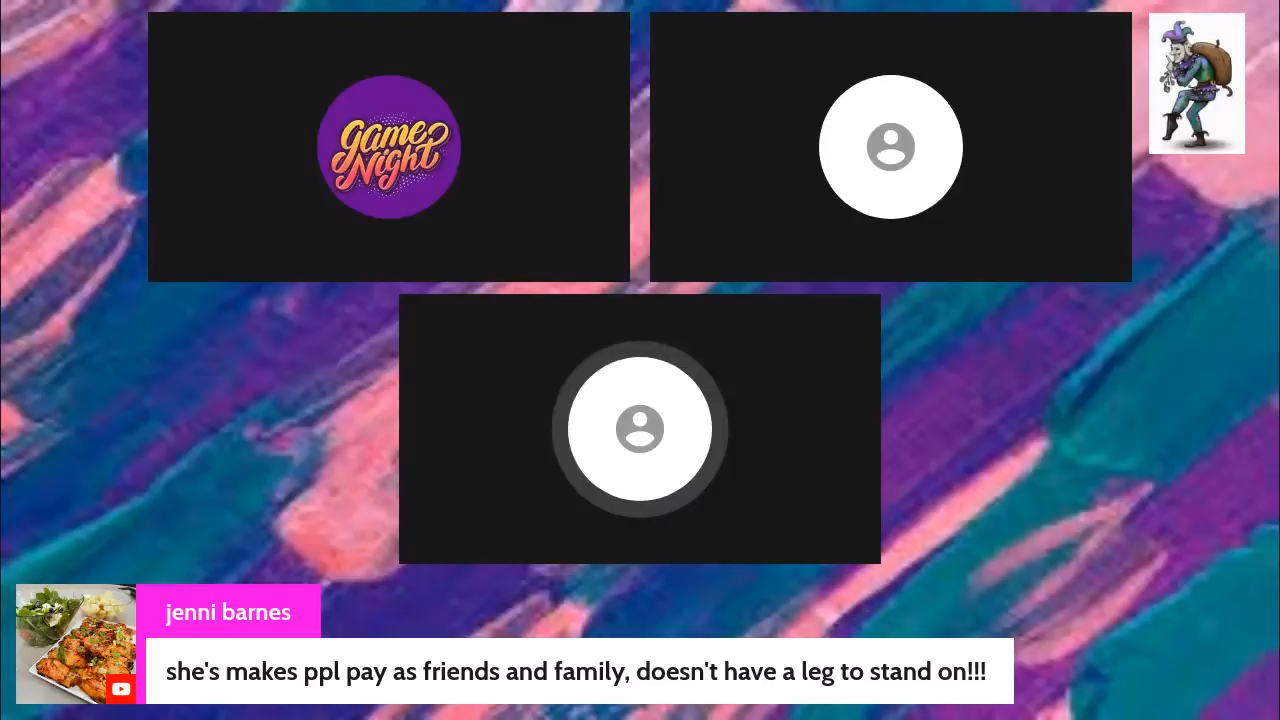 game
Night
jenni barnes
she's makes ppl pay as friends and family, doesn't have a leg to stand on!!!